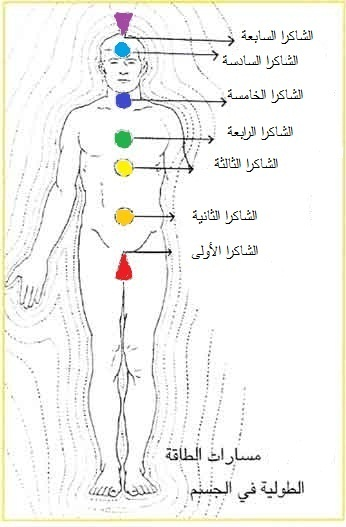 الشاكرا السابعة
الشاكرا السادسة
الشاكرا الخامسة
الشاكرا الرابعة
الشاكرا الثالثة
الشاكرا الثانية
الشاكرا الأولى
مسارات الطاقة
الطولية في الجسم